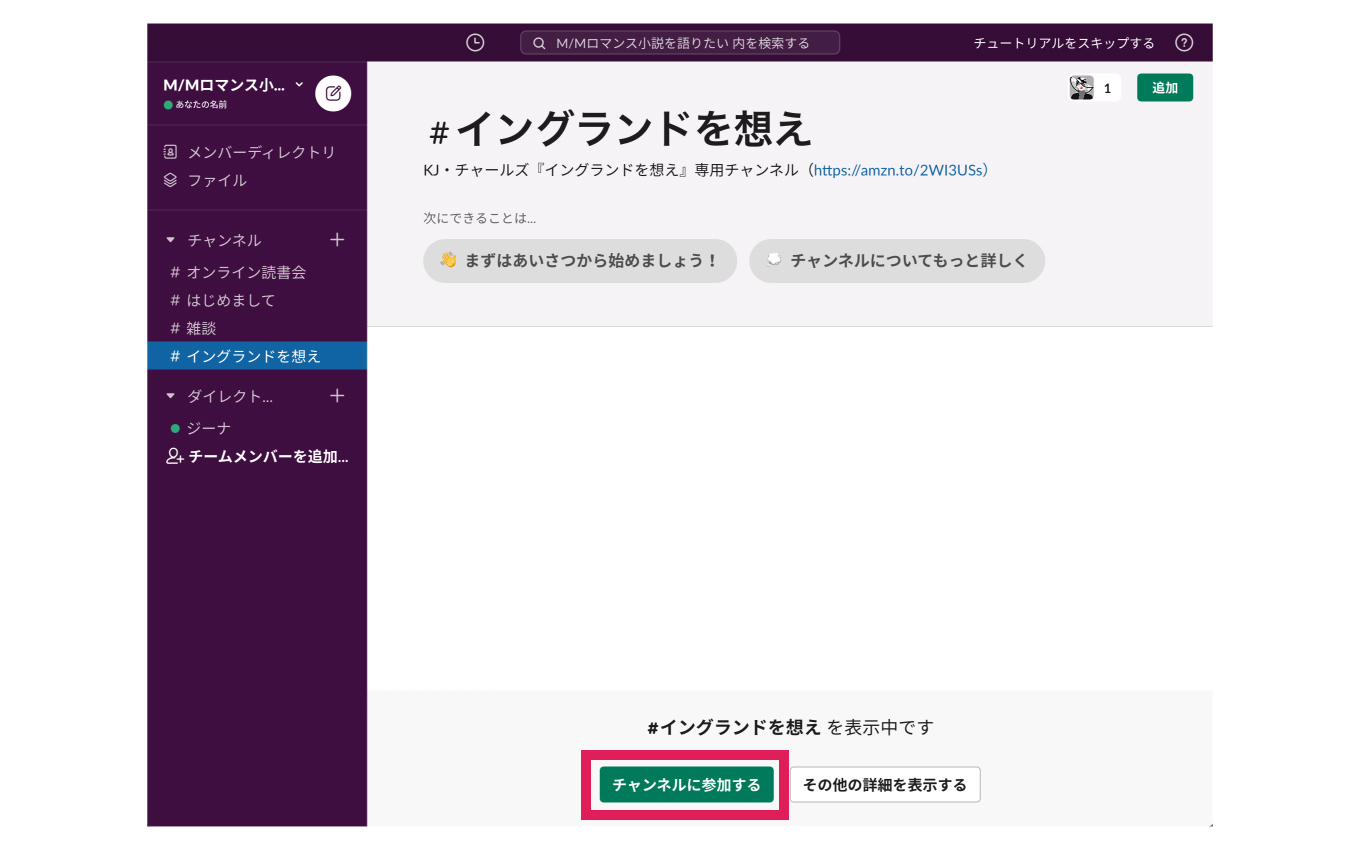 M/Mロマンス小説を語りたい 内を検索する
チュートリアルをスキップする
M/Mロマンス小...
あなたの名前
メンバーディレクトリ
ファイル
チャンネル
# オンライン読書会
# はじめまして
# 雑談
# イングランドを想え
ダイレクト...
ジーナ
チームメンバーを追加...
1
追加
#イングランドを想え
KJ・チャールズ『イングランドを想え』専用チャンネル（https://amzn.to/2WI3USs）
次にできることは...
まずはあいさつから始めましょう！
チャンネルについてもっと詳しく
#イングランドを想え を表示中です
チャンネルに参加する
その他の詳細を表示する